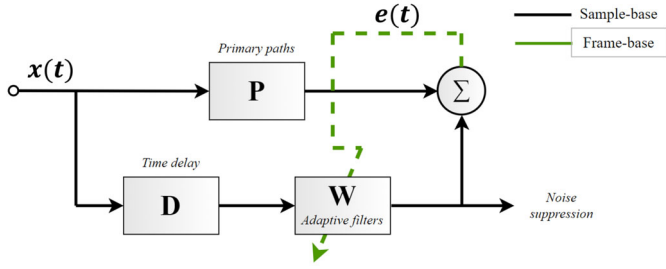 e(t)
Sample-base
Frame-base
x(t)
Primary paths
P
Σ
Time delay
D
W
Adaptive filters
Noise
suppression